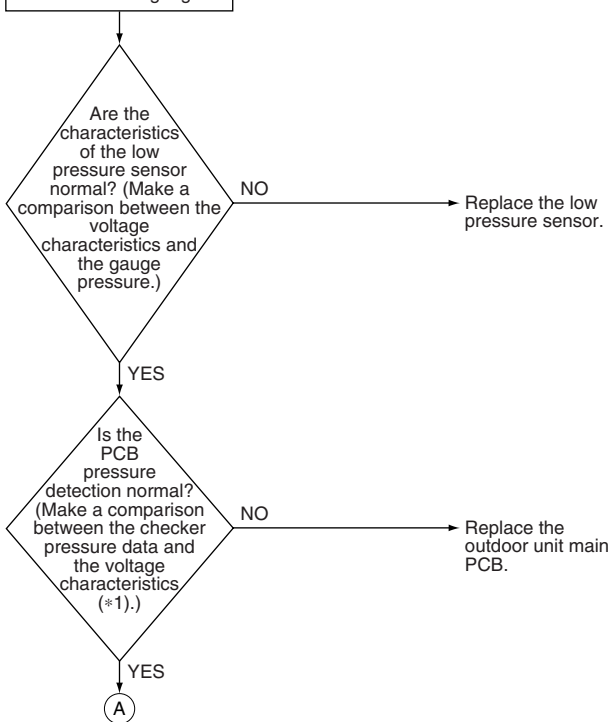 Are the
characteristics
of the low
pressure sensor
normal? (Make a
comparison between the
voltage
characteristics and
the gauge
pressure.)
NO
Replace the low
pressure sensor.
YES
Is the
PCB
pressure
detection normal?
(Make a comparison
between the checker
pressure data and
the voltage
characteristics
(*1).)
NO
Replace the
outdoor unit main
PCB.
YES
A